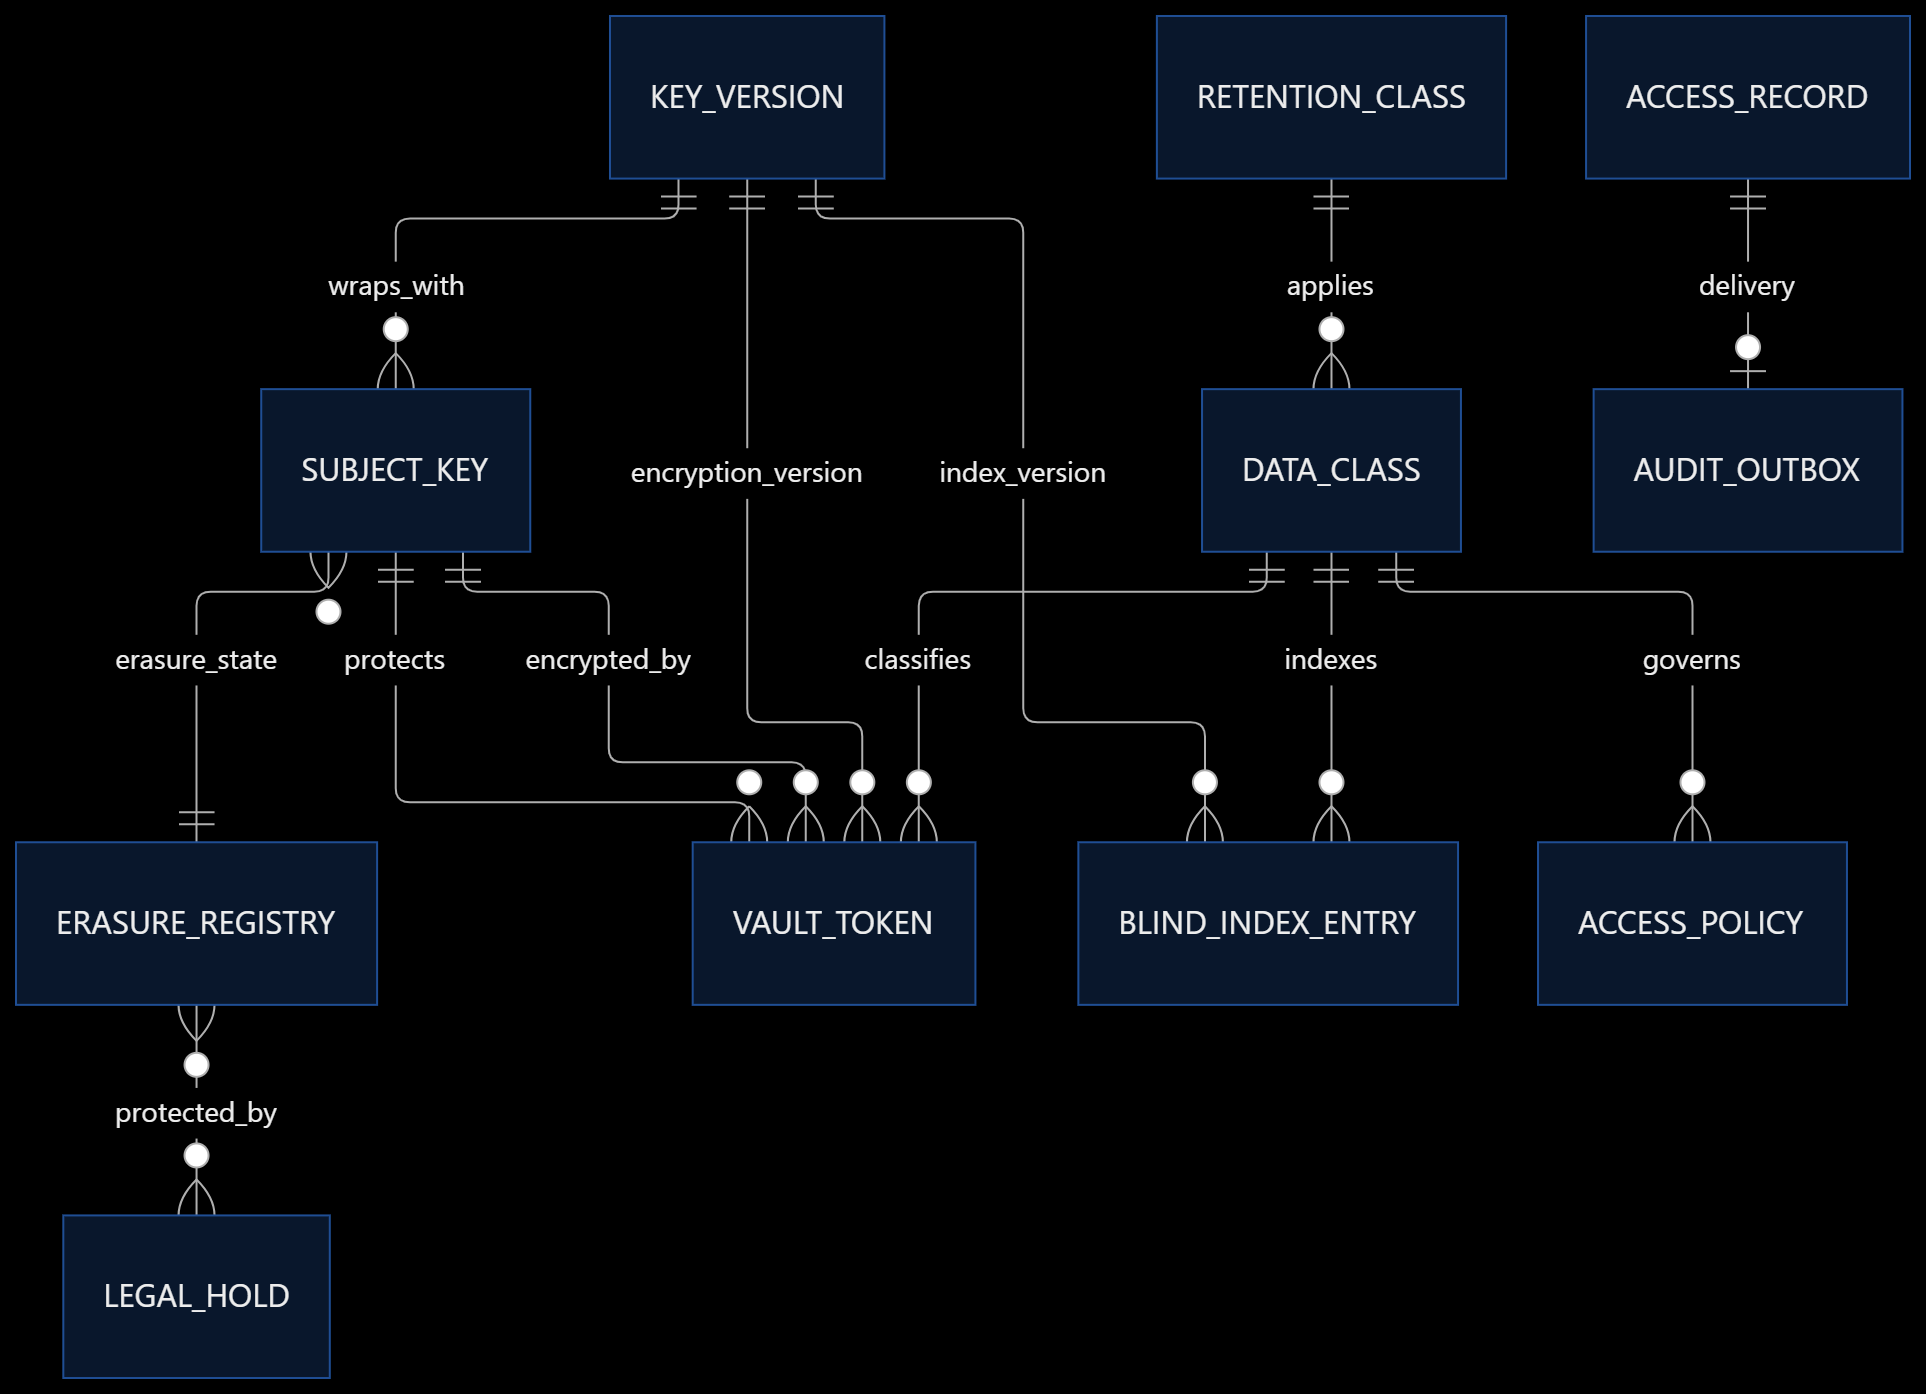 KEY_VERSION
RETENTION_CLASS
ACCESS_RECORD
wraps_with
applies
delivery
SUBJECT_KEY
encryption_version
index_version
DATA_CLASS
AUDIT_OUTBOX
erasure_state
protects
encrypted_by
classifies
indexes
governs
ERASURE_REGISTRY
VAULT_TOKEN
BLIND_INDEX_ENTRY
ACCESS_POLICY
protected_by
LEGAL_HOLD